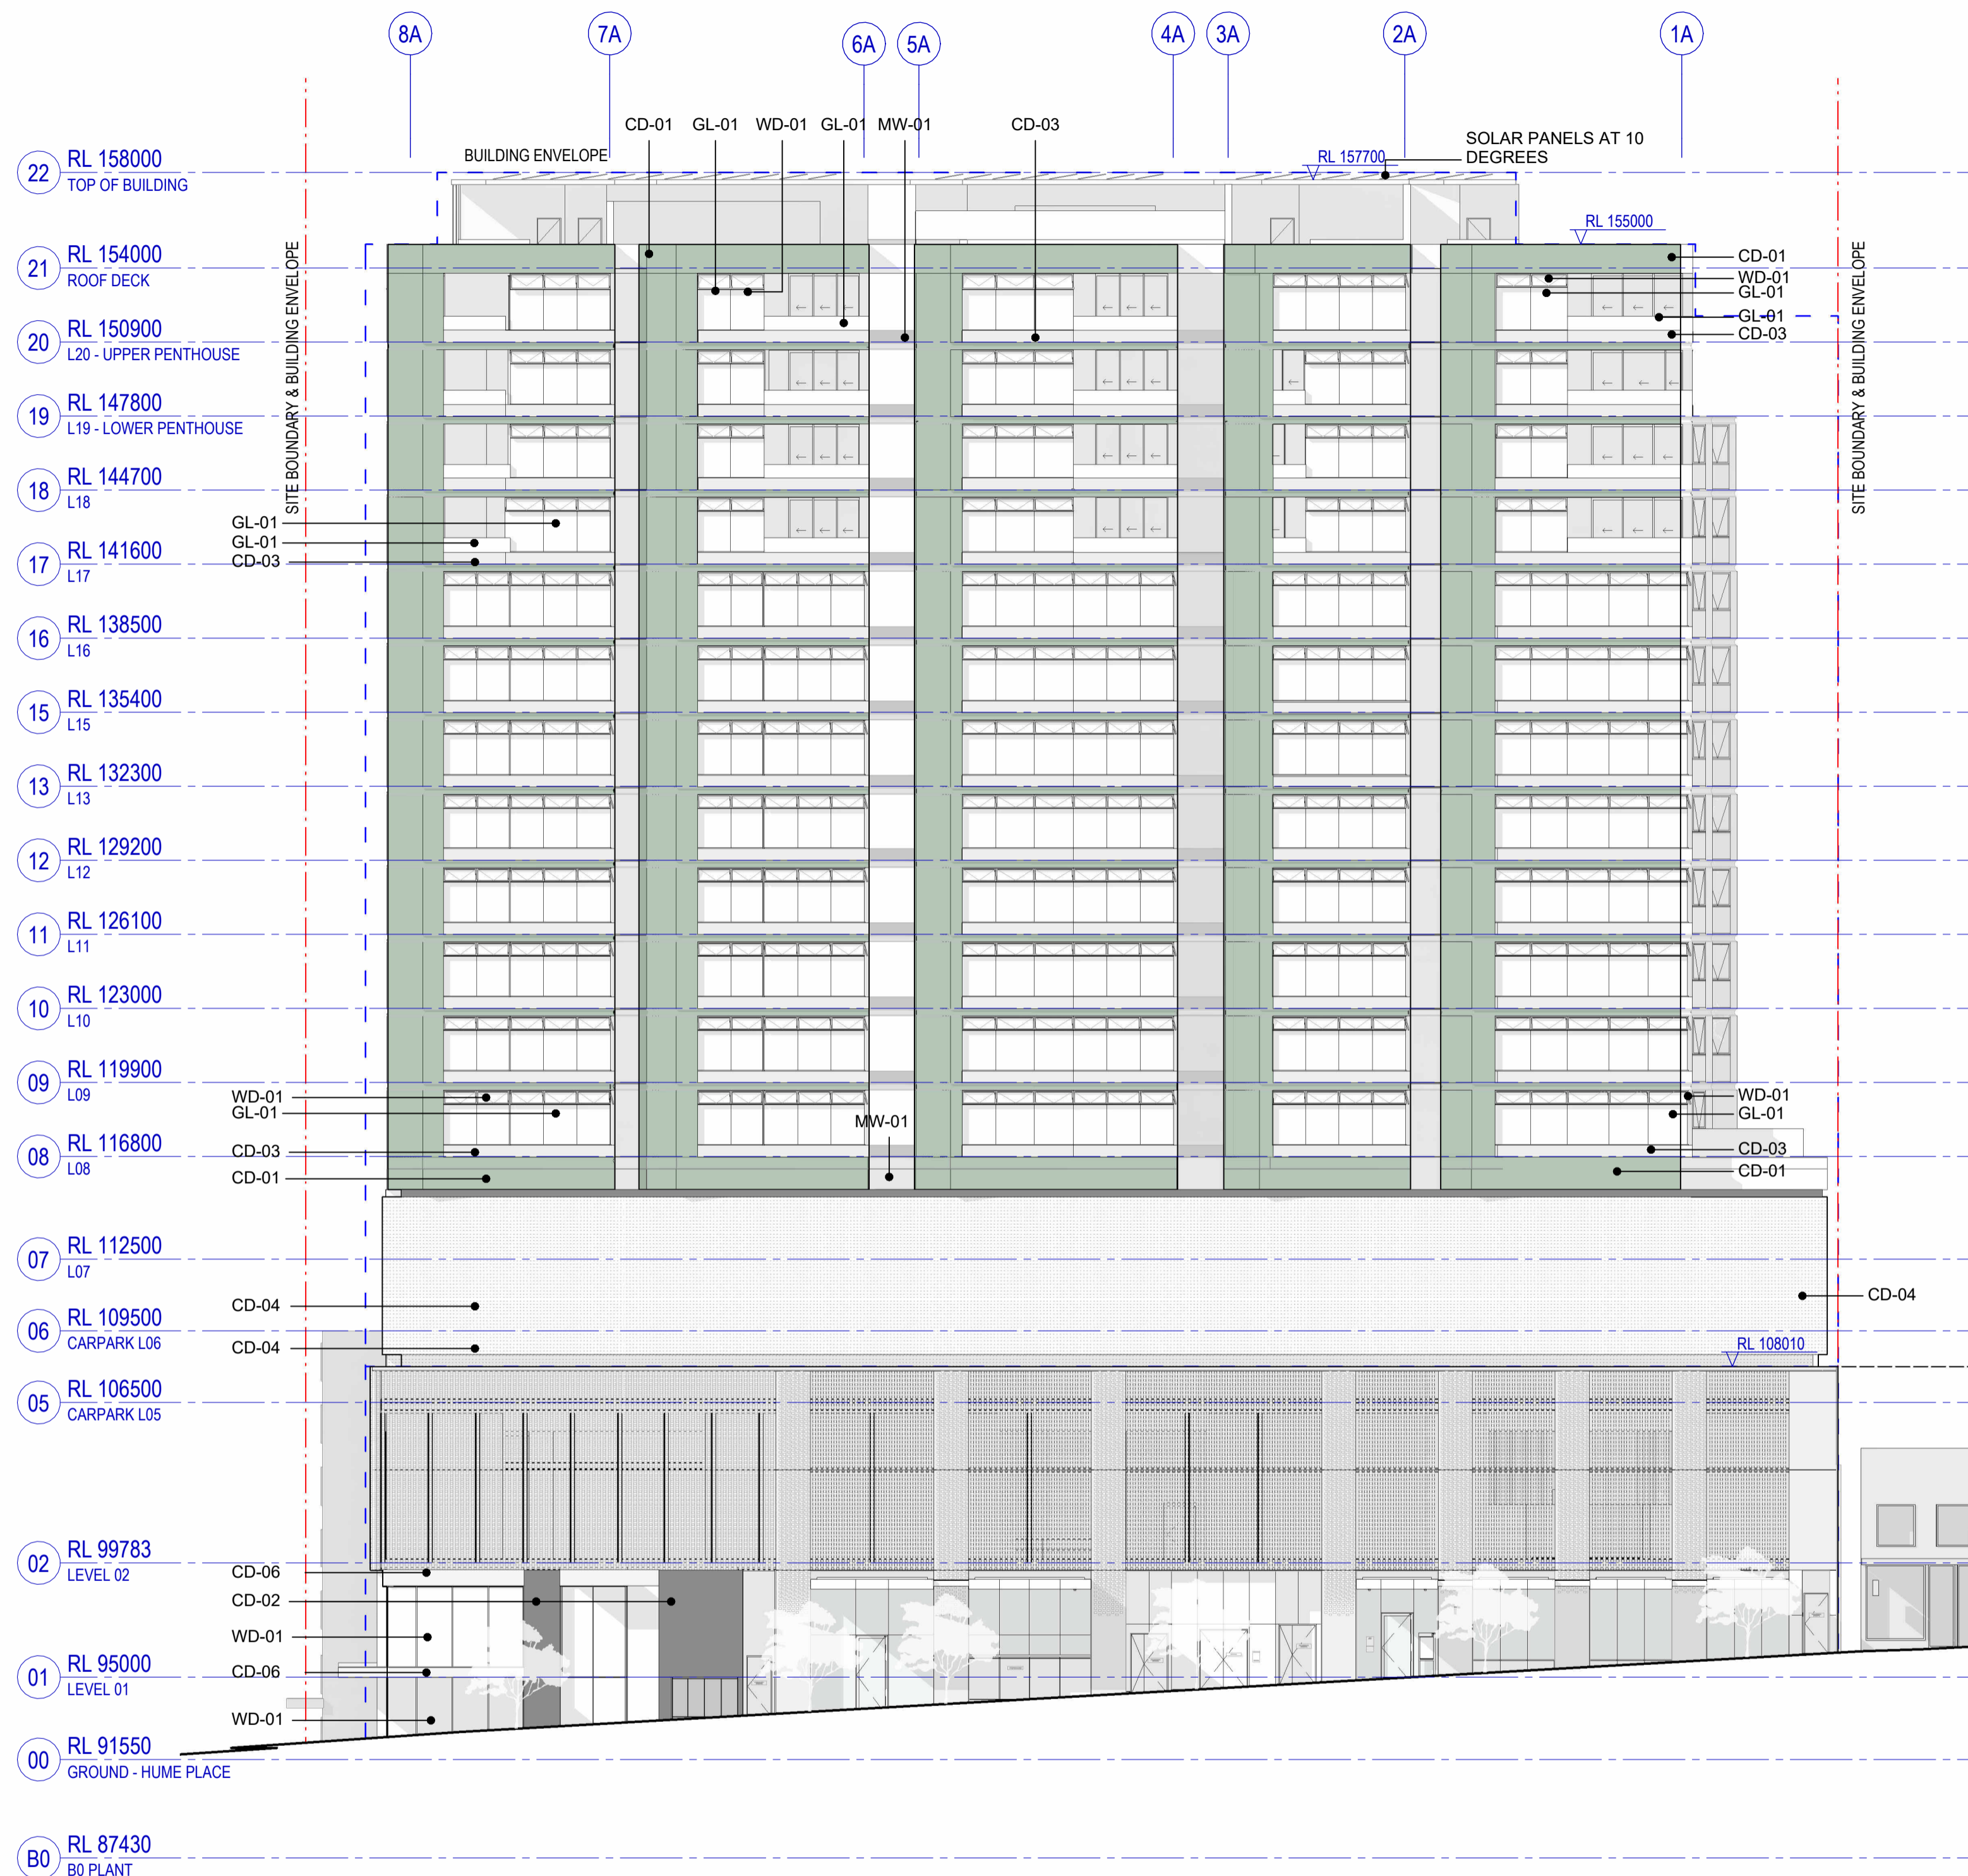 8A 7A 6A 5A 4A 3A 2A 1A
CD-01 GL-01 WD-01 GL-01 MW-01 CD-03
SOLAR PANELS AT 10
DEGREES
BUILDING ENVELOPE
RL 157700
22 RL 158000
TOP OF BUILDING
RL 155000
SITE BOUNDARY & BUILDING ENVELOPE
SITE BOUNDARY & BUILDING ENVELOPE
21 RL 154000
ROOF DECK
CD-01
WD-01
GL-01
GL-01
CD-03
20 RL 150900
L20 - UPPER PENTHOUSE
19 RL 147800
L19 - LOWER PENTHOUSE
18 RL 144700
L18
GL-01
GL-01
CD-03
17 RL 141600
L17
16 RL 138500
L16
15 RL 135400
L15
13 RL 132300
L13
12 RL 129200
L12
11 RL 126100
L11
10 RL 123000
L10
09 RL 119900
L09
WD-01
GL-01
WD-01
GL-01
MW-01
08 RL 116800
L08
CD-03
CD-01
CD-03
CD-01
07 RL 112500
L07
CD-04
CD-04
06 RL 109500
CARPARK L06
CD-04
RL 108010
05 RL 106500
CARPARK L05
02 RL 99783
LEVEL 02
CD-06
CD-02
WD-01
CD-06
01 RL 95000
LEVEL 01
WD-01
00 RL 91550
GROUND - HUME PLACE
B0 RL 87430
B0 PLANT